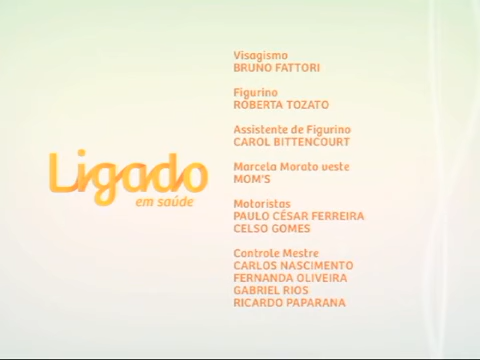 Ligado
em saúde
Visagismo
BRUNO FATTORI
Figurino
ROBERTA TOZATO
Assistente de Figurino
CAROL BITTENCOURT
Marcela Morato veste
MOM'S
Motoristas
PAULO CÉSAR FERREIRA
CELSO GOMES
Controle Mestre
CARLOS NASCIMENTO
FERNANDA OLIVEIRA
GABRIEL RIOS
RICARDO PAPARANA